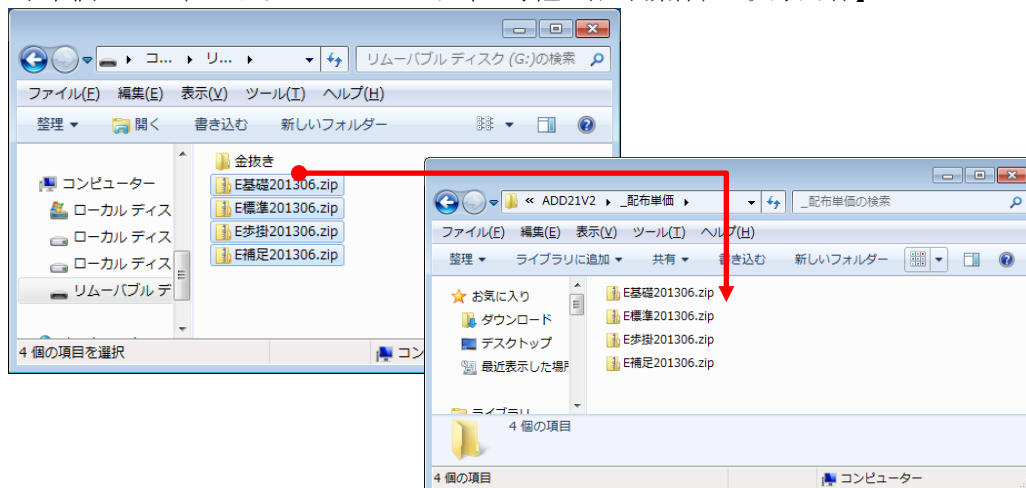 コ... リ...
リムーバブル ディスク (G:)の検索
ファイル(F) 編集(E) 表示(V) ツール(T) ヘルプ(H)
整理 開く 書き込む 新しいフォルダー
コンピューター
ローカル ディス
ローカル ディス
ローカル ディス
リムーバブル デ
金抜き
E基礎201306.zip
E標準201306.zip
E歩掛201306.zip
E補足201306.zip
4 個の項目を選択
コン
« ADD21V2 _配布単価
_配布単価の検索
ファイル(F) 編集(E) 表示(V) ツール(T) ヘルプ(H)
整理 ライブラリに追加 共有 書き込む 新しいフォルダー
お気に入り
ダウンロード
デスクトップ
最近表示した場所
ライブラリ
E基礎201306.zip
E標準201306.zip
E歩掛201306.zip
E補足201306.zip
4 個の項目
4 個の項目
コンピューター